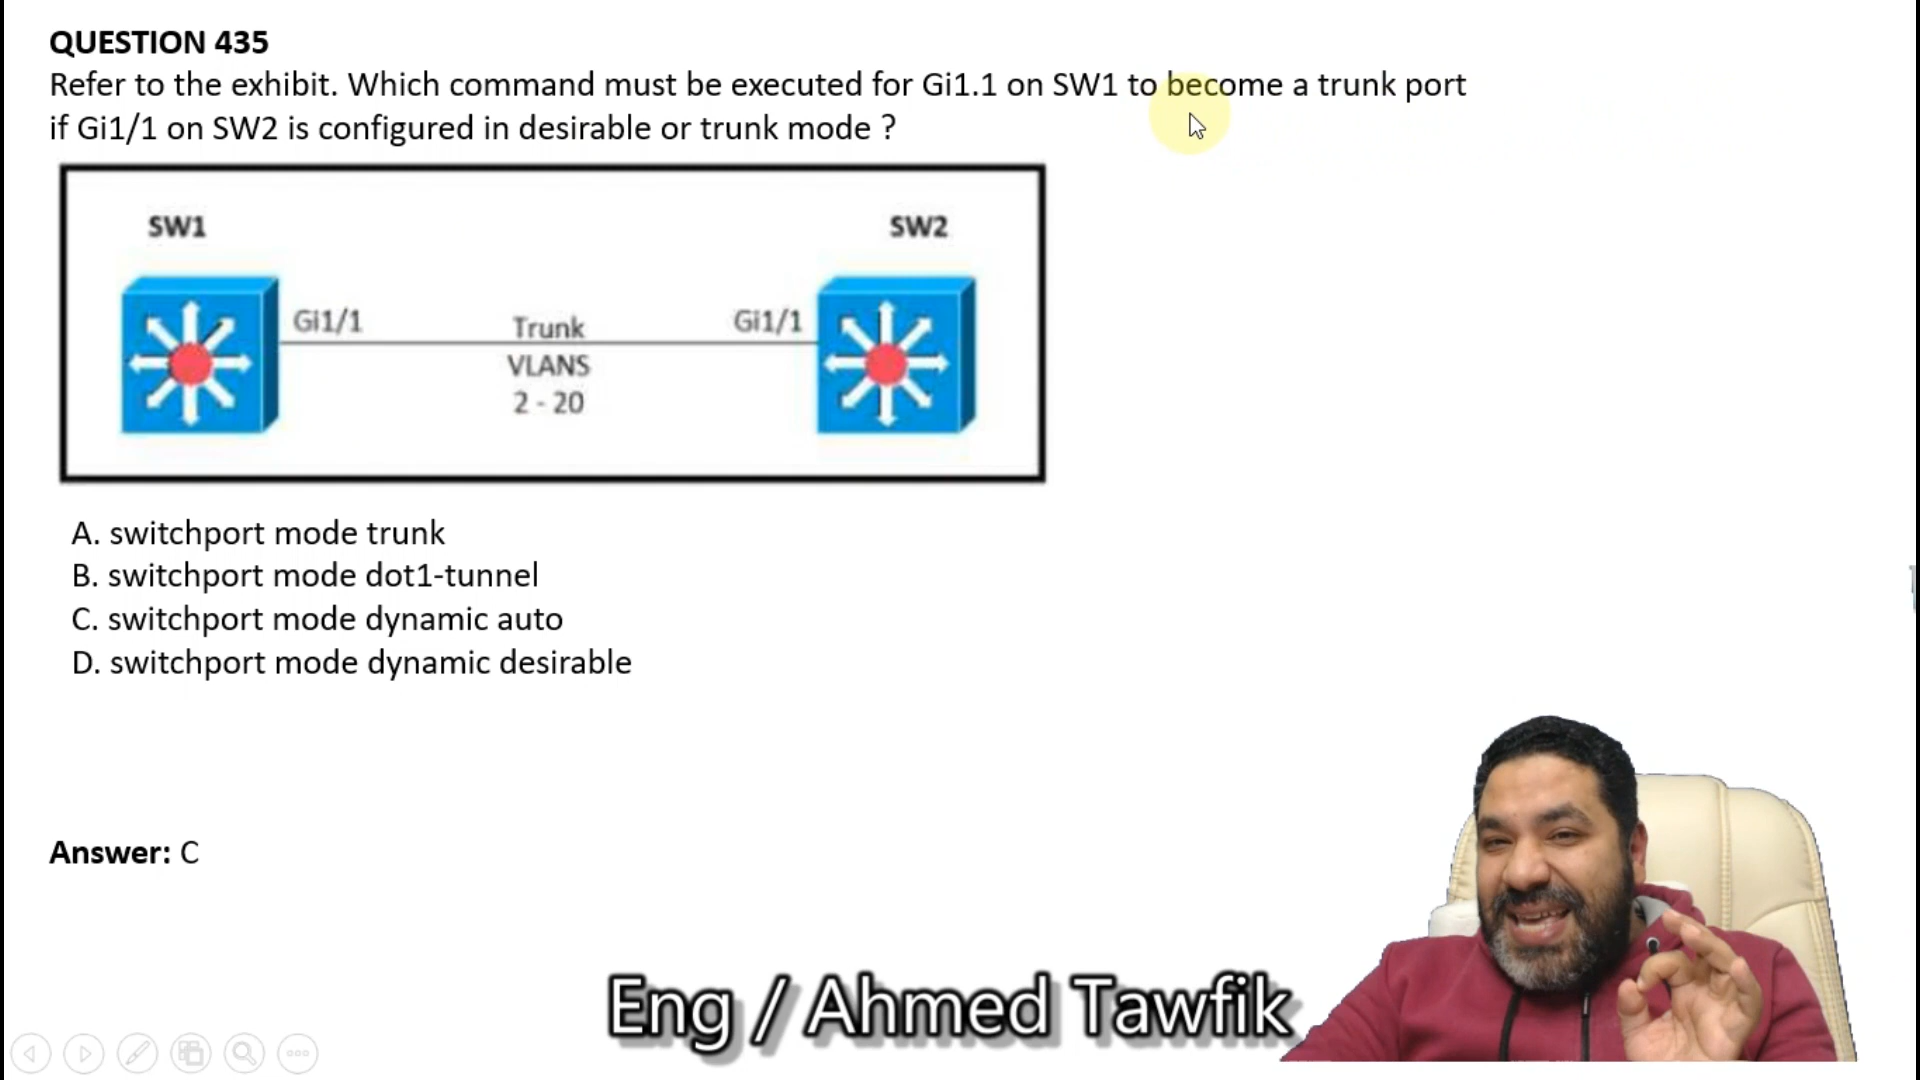 QUESTION 435
Refer to the exhibit. Which command must be executed for Gi1.1 on SW1 to become a trunk port
if Gi1/1 on SW2 is configured in desirable or trunk mode ?
SW1
SW2
Gi1/1
Trunk
Gi1/1
VLANS
2 - 20
A. switchport mode trunk
B. switchport mode dot1-tunnel
C. switchport mode dynamic auto
D. switchport mode dynamic desirable
Answer: C
Eng / Ahmed Tawfik